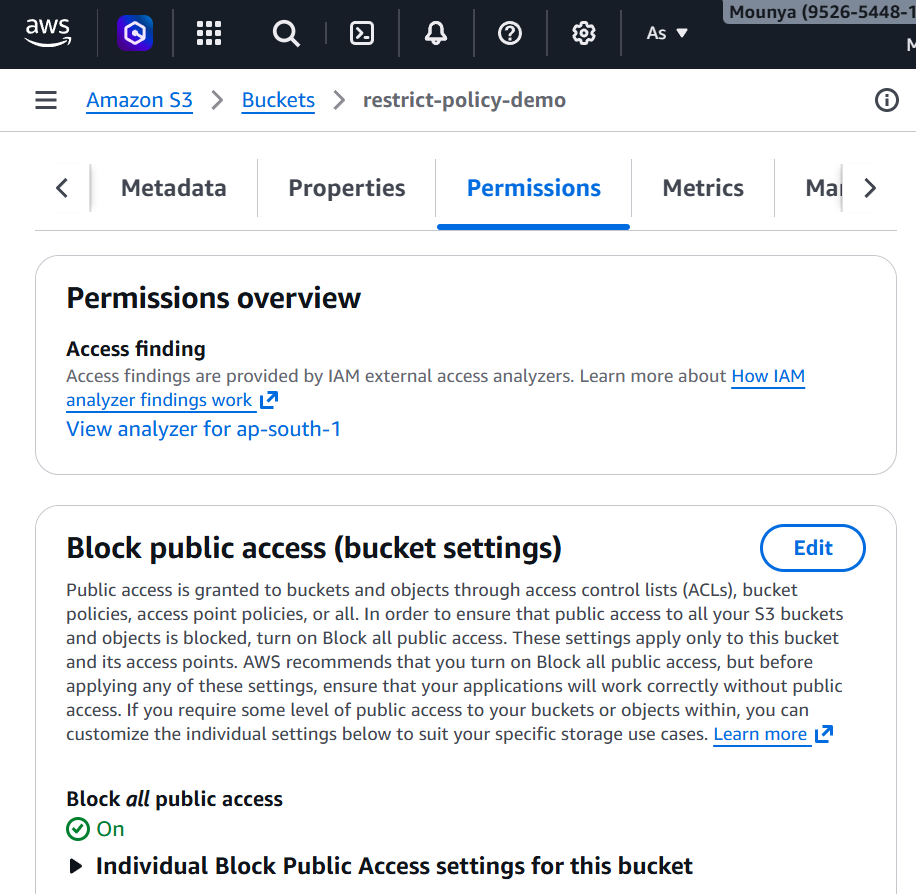 aws
As
Mounya (9526-5448-1
M
Amazon S3
Buckets
restrict-policy-demo
Metadata
Properties
Permissions
Metrics
Mar
Permissions overview
Access finding
Access findings are provided by IAM external access analyzers. Learn more about How IAM
analyzer findings work
View analyzer for ap-south-1
Block public access (bucket settings)
Edit
Public access is granted to buckets and objects through access control lists (ACLs), bucket
policies, access point policies, or all. In order to ensure that public access to all your S3 buckets
and objects is blocked, turn on Block all public access. These settings apply only to this bucket
and its access points. AWS recommends that you turn on Block all public access, but before
applying any of these settings, ensure that your applications will work correctly without public
access. If you require some level of public access to your buckets or objects within, you can
customize the individual settings below to suit your specific storage use cases. Learn more
Block all public access
On
Individual Block Public Access settings for this bucket